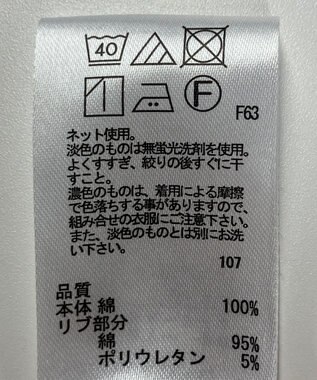 40
F
F63
ネット使用。
淡色のものは無蛍光洗剤を使用。
よくすすぎ、絞りの後すぐに干
すこと。
濃色のものは、着用による摩擦
で色落ちする事がありますので、
組み合せの衣服にご注意下さい。
また、淡色のものとは別にお洗
い下さい。
107
品質
本体 綿 100%
リブ部分
綿 95%
ポリウレタン 5%